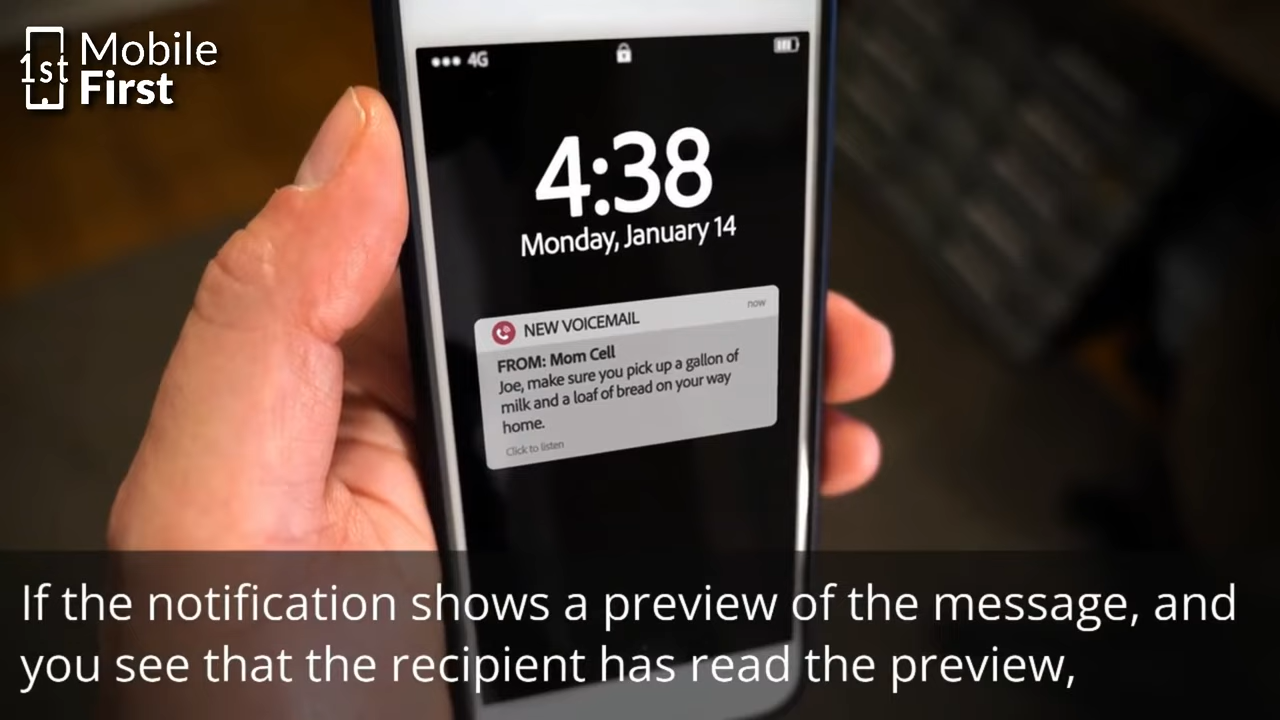 1st Mobile
First
4G
4:38
Monday, January 14
NEW VOICEMAIL
now
FROM: Mom Cell
Joe, make sure you pick up a gallon of
milk and a loaf of bread on your way
home.
Click to listen
If the notification shows a preview of the message, and
you see that the recipient has read the preview,